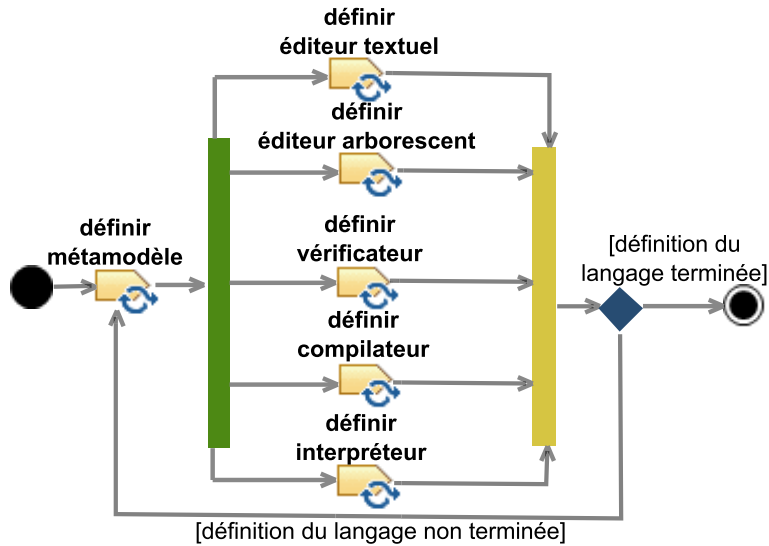 définir
éditeur textuel
définir
éditeur arborescent
définir
métamodèle
définir
vérificateur
[définition du
langage terminée]
définir
compilateur
définir
interpréteur
[définition du langage non terminée]